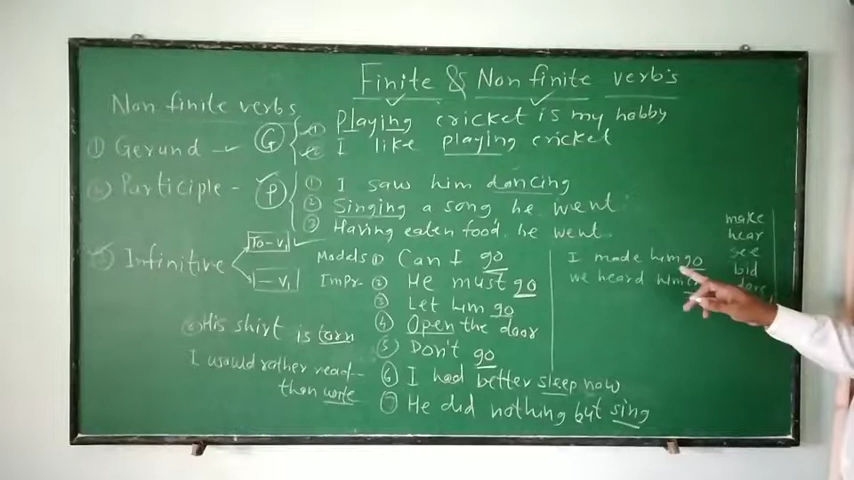 Finite & Non finite verbs
Non finite verbs
① Gerund -
② Participle -
Infinitive
To - V1
- V1
G
① Playing cricket is my hobby
② I like playing cricket
P
① I saw him dancing
② Singing a song, he went
③ Having eaten food, he went
Models ① Can I go
Impr- ② He must go
③ Let him go
④ Open the door
⑤ Don't go
⑥ I had better sleep now
⑦ He did nothing but sing
His shirt is torn
I would rather read
than write
I made him go
we heard him
make
hear
see
bid